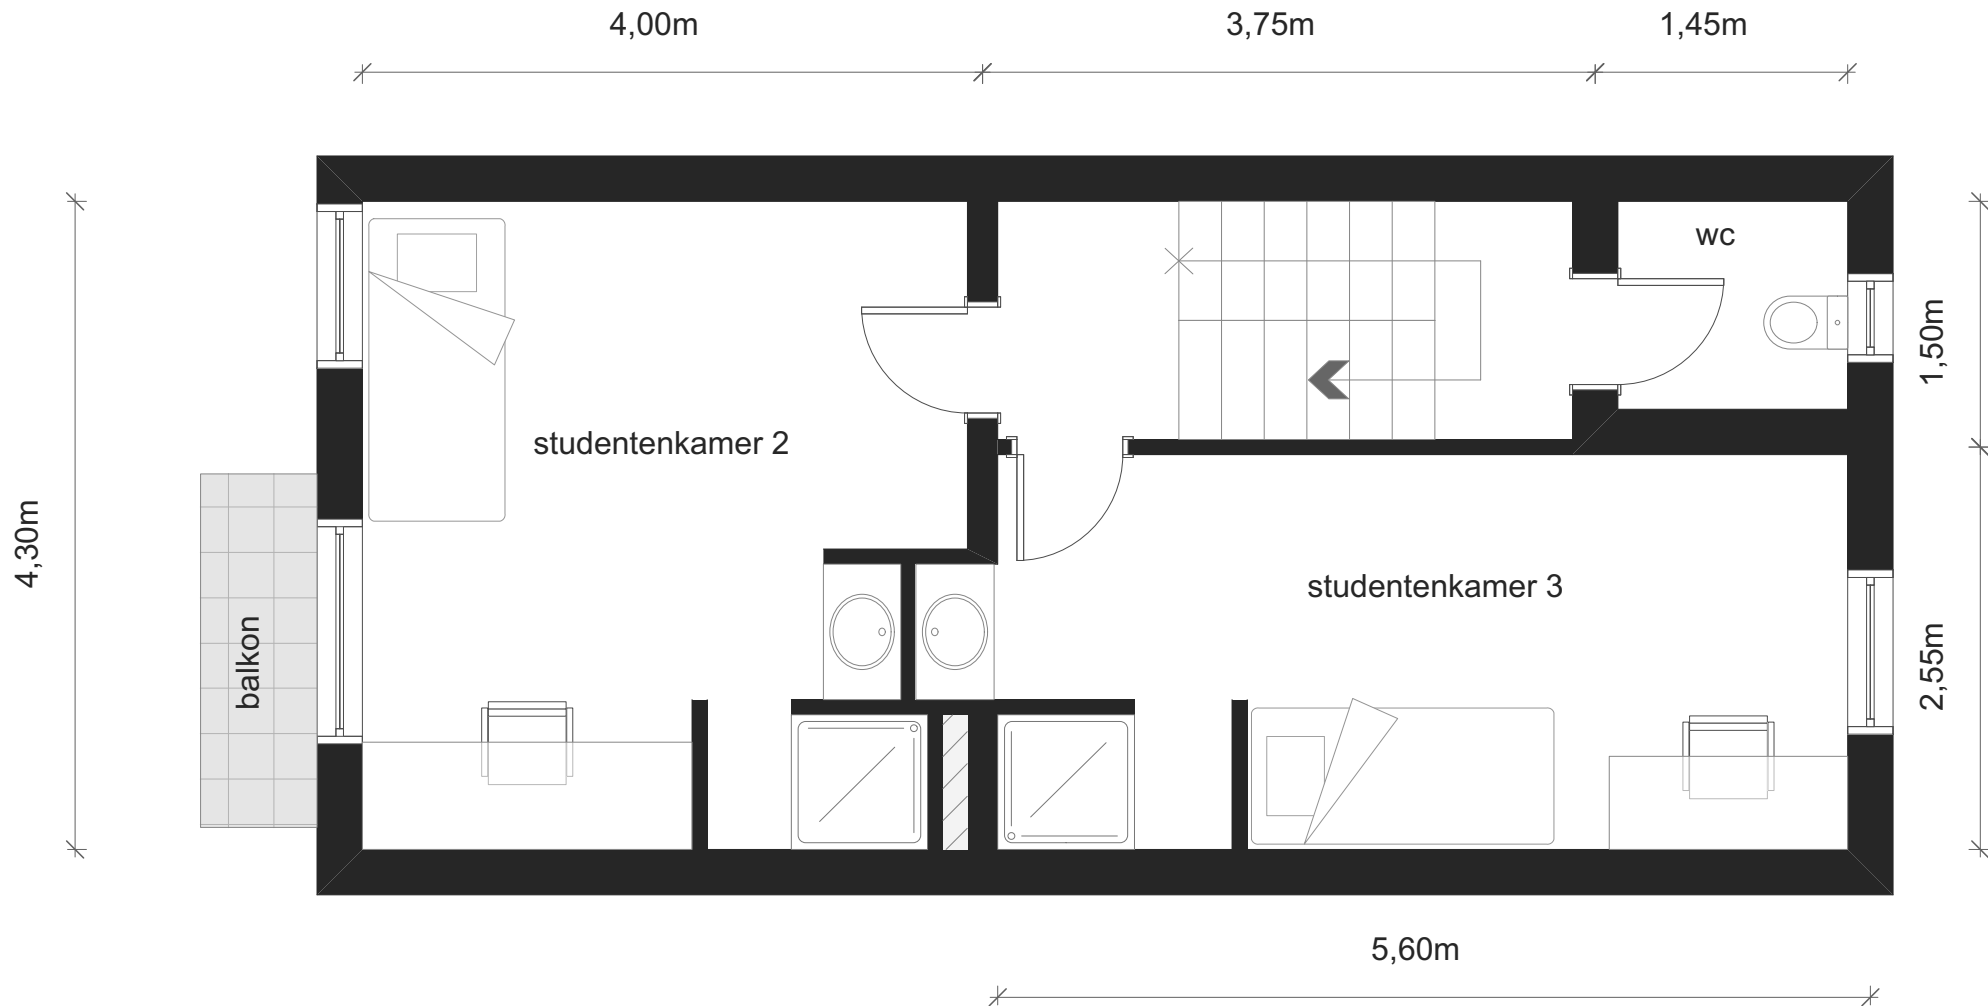 4,00m
3,75m
1,45m
wc
1,50m
studentenkamer 2
4,30m
studentenkamer 3
balkon
2,55m
5,60m